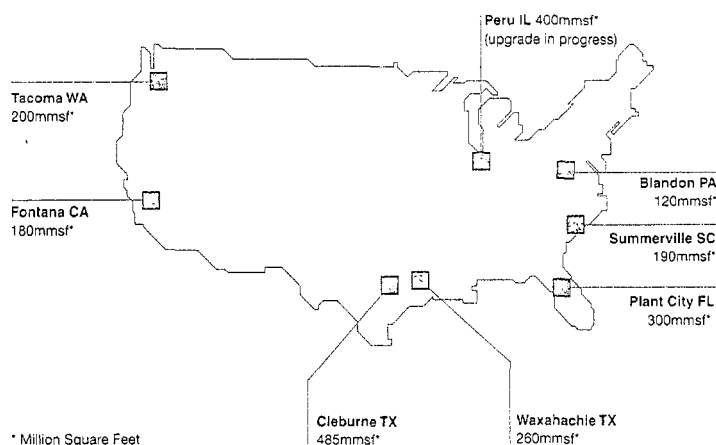 Peru IL 400mmsf*
(upgrade in progress)
Tacoma WA
200mmsf*
Fontana CA
180mmsf*
Blandon PA
120mmsf*
Summerville SC
190mmsf*
Plant City FL
300mmsf*
Cleburne TX
485mmsf*
Waxahachie TX
260mmsf*
* Million Square Feet